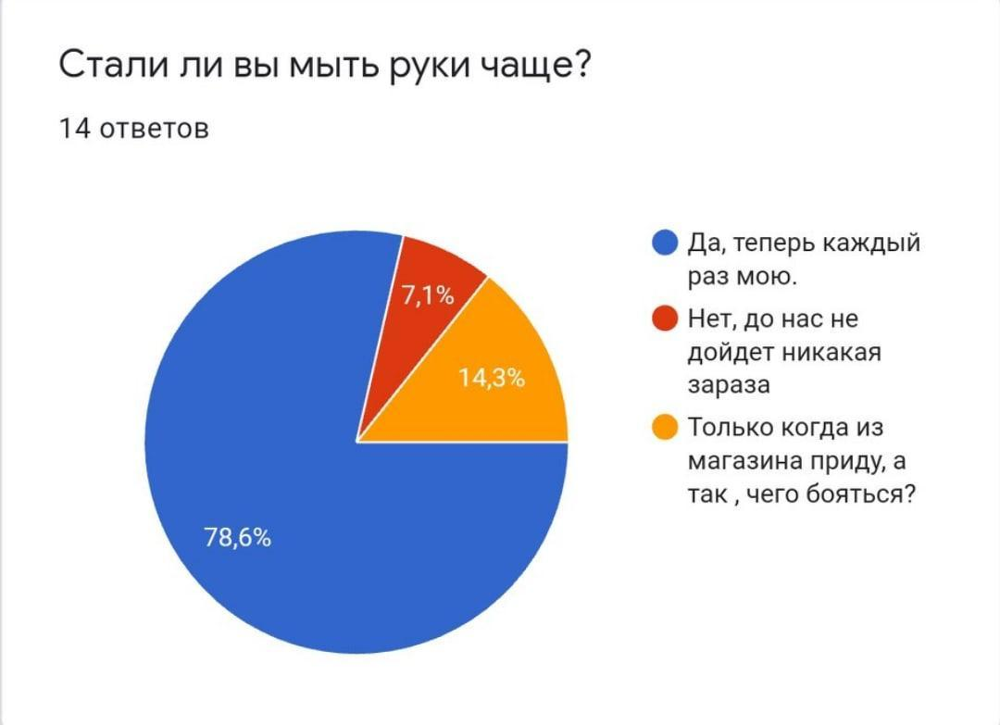 Стали ли вы мыть руки чаще?
14 ответов
Да, теперь каждый
раз мою.
Нет, до нас не
дойдет никакая
зараза
Только когда из
магазина приду, а
так , чего бояться?
7,1%
14,3%
78,6%